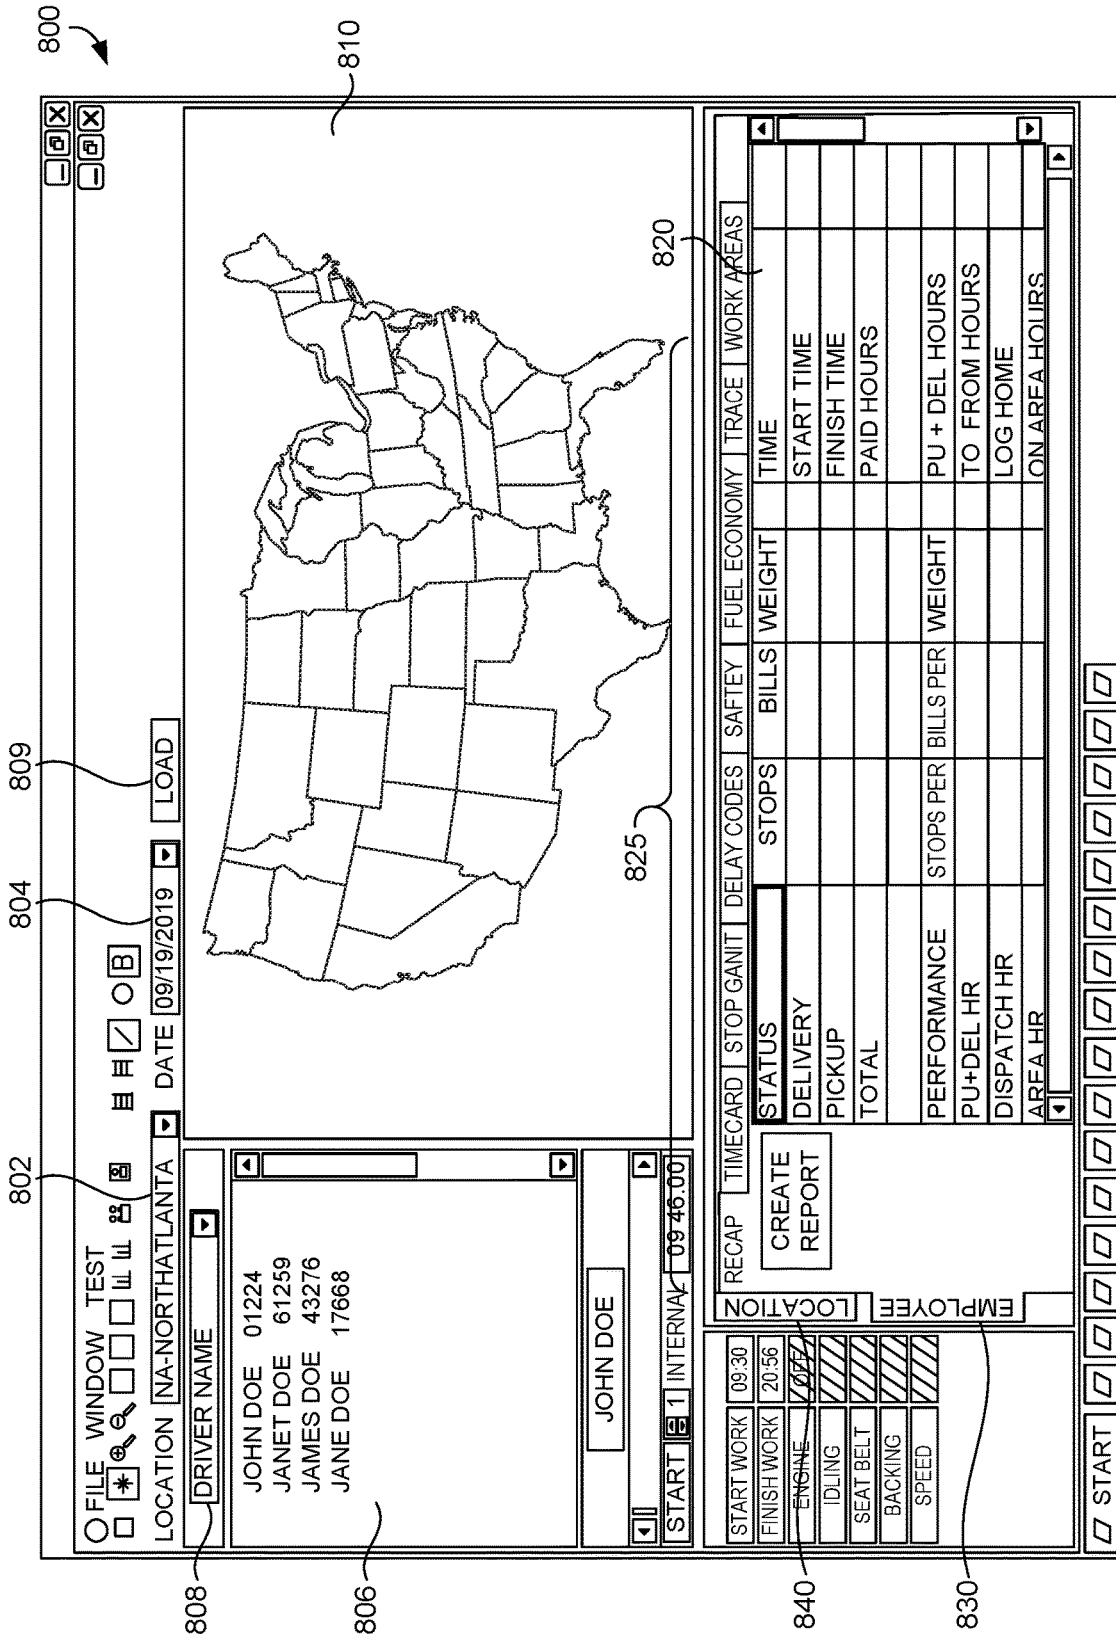 800
FILE WINDOW TEST
B
802
804
809
LOCATION NA-NORTHATLANTA DATE 09/19/2019 LOAD
808
DRIVER NAME
810
806
JOHN DOE 01224
JANET DOE 61259
JAMES DOE 43276
JANE DOE 17668
JOHN DOE
START 1 INTERNAL 09 46.00
825
820
START WORK 09:30
FINISH WORK 20:56
ENGINE OFF
IDLING
SEAT BELT
BACKING
SPEED
840
830
LOCATION
EMPLOYEE
RECAP TIMECARD STOP GANIT DELAY CODES SAFTEY FUEL ECONOMY TRACE WORK AREAS
CREATE
REPORT
STATUS STOPS BILLS WEIGHT TIME
DELIVERY START TIME
PICKUP FINISH TIME
TOTAL PAID HOURS
PERFORMANCE STOPS PER BILLS PER WEIGHT PU + DEL HOURS
PU+DEL HR TO FROM HOURS
DISPATCH HR LOG HOME
AREA HR ON AREA HOURS
START